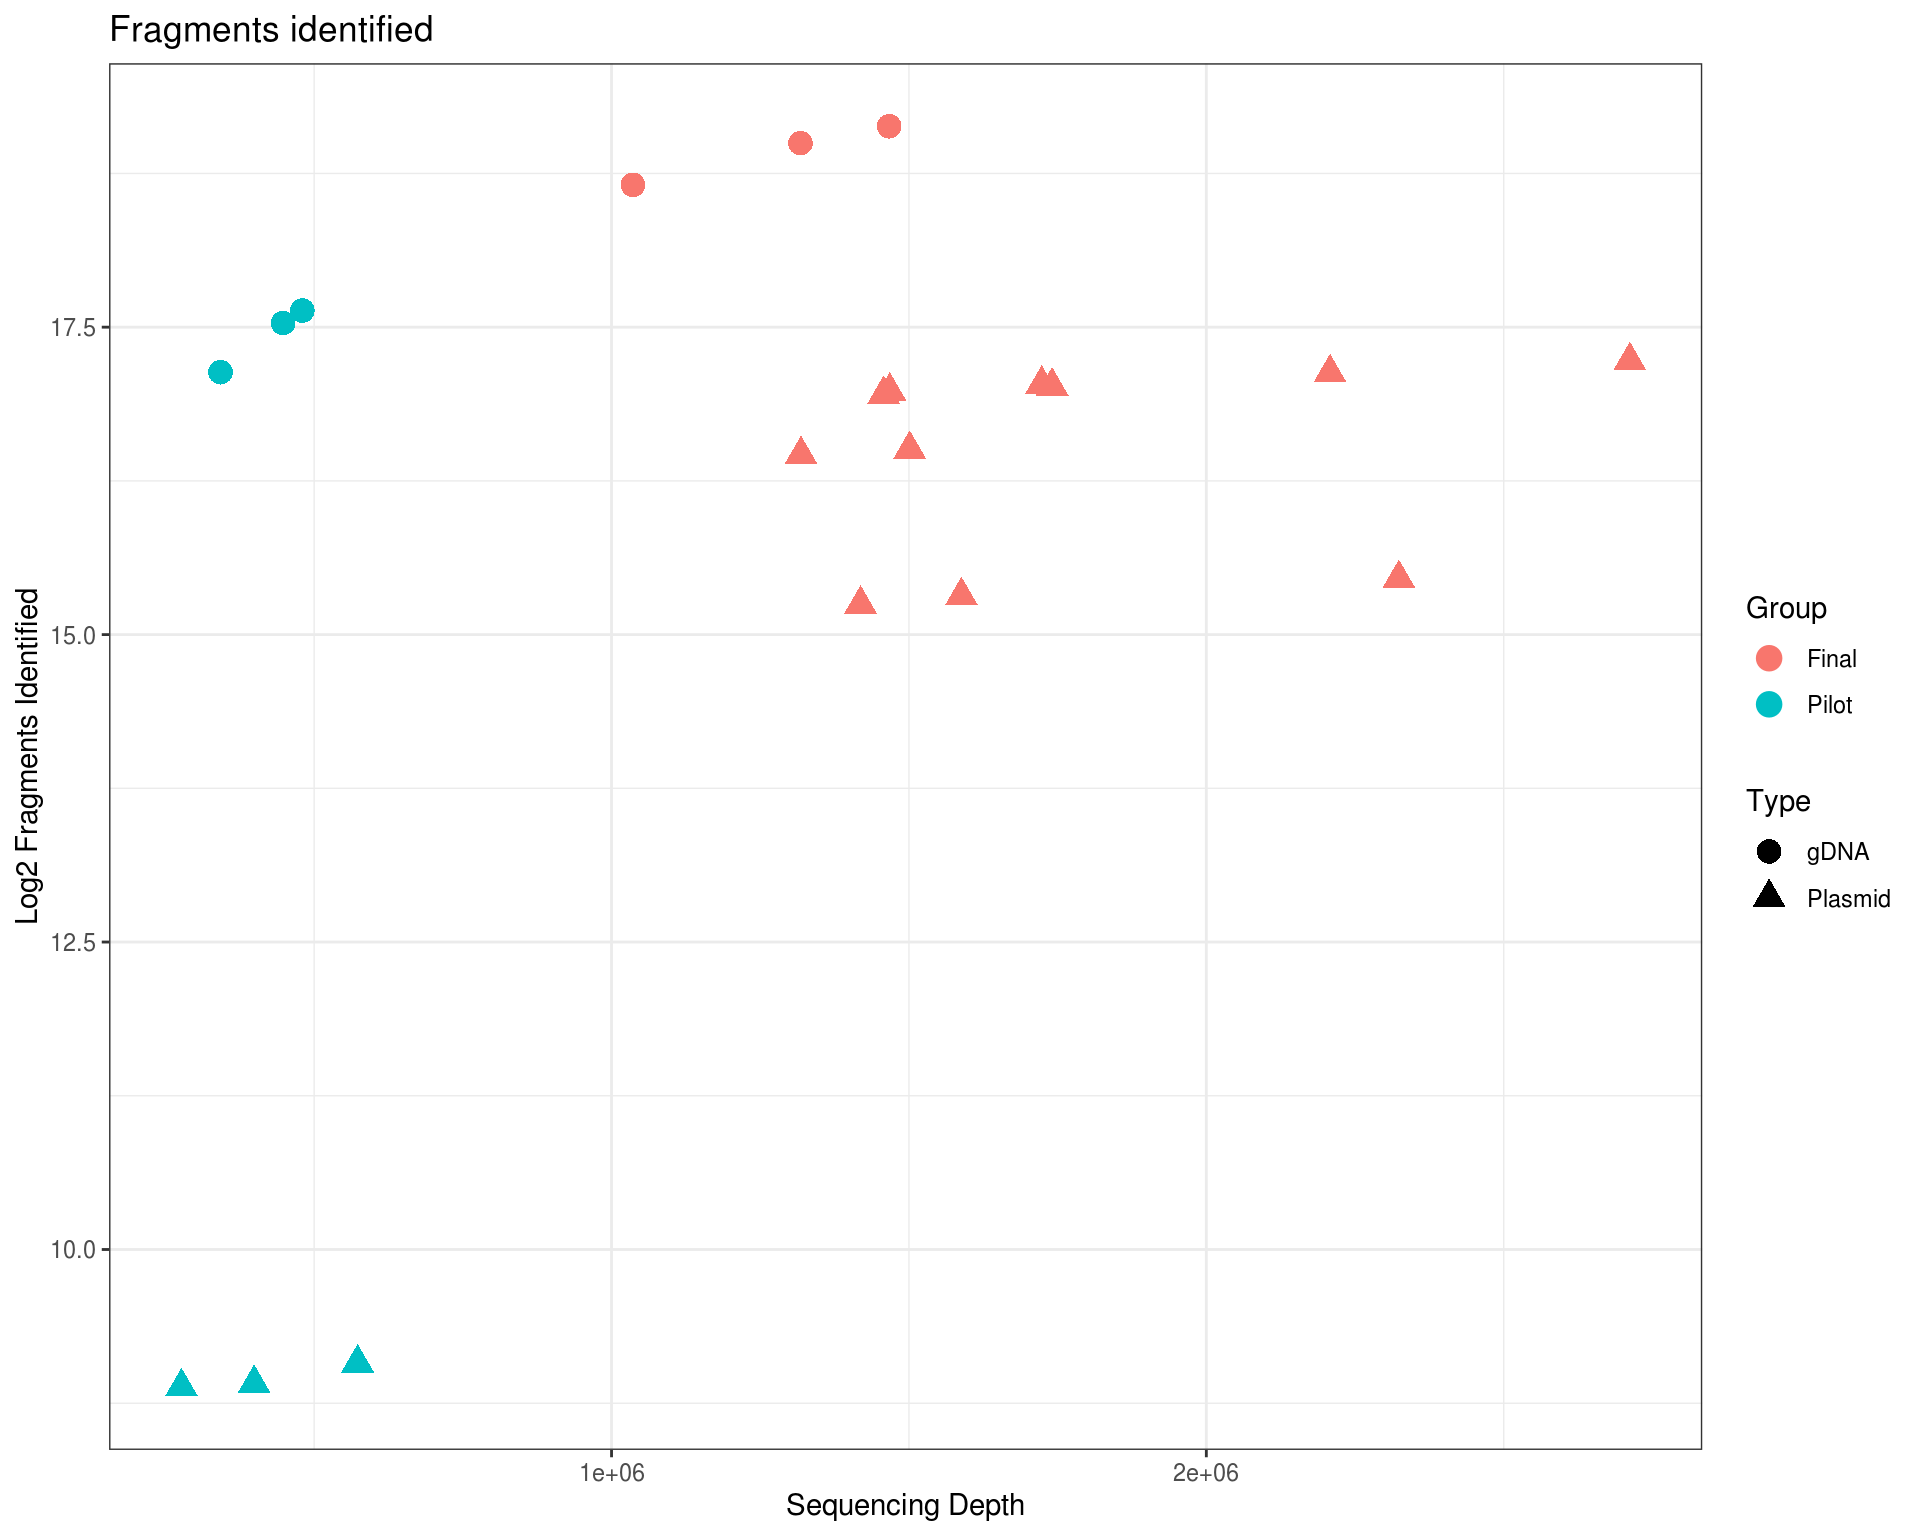 Fragments identified
Log2 Fragments Identified
17.5
15.0
12.5
10.0
1e+06
2e+06
Sequencing Depth
Group
Final
Pilot
Type
gDNA
Plasmid